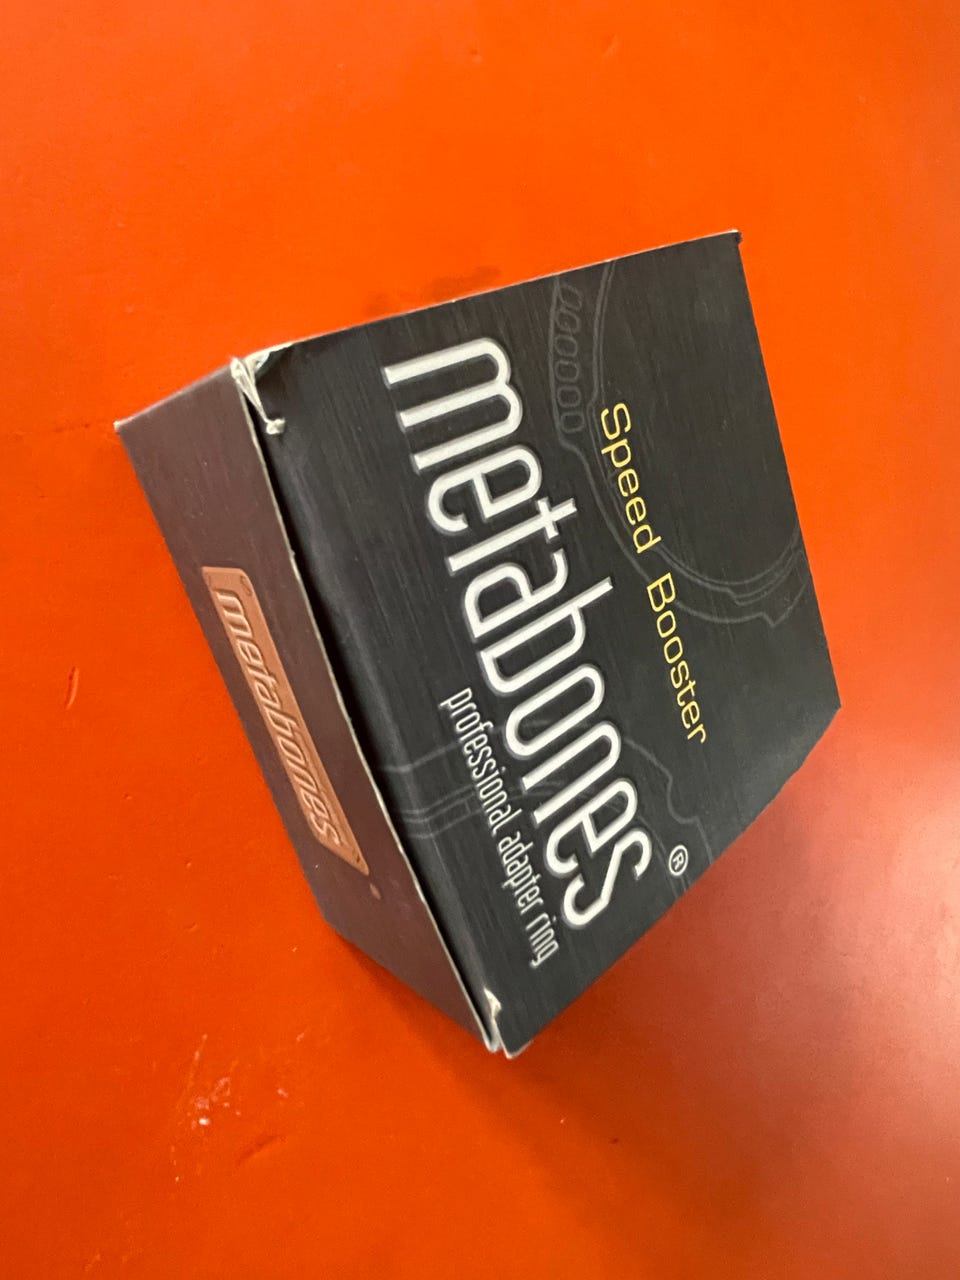 Speed Booster
metabones®
professional adapter ring
metabones